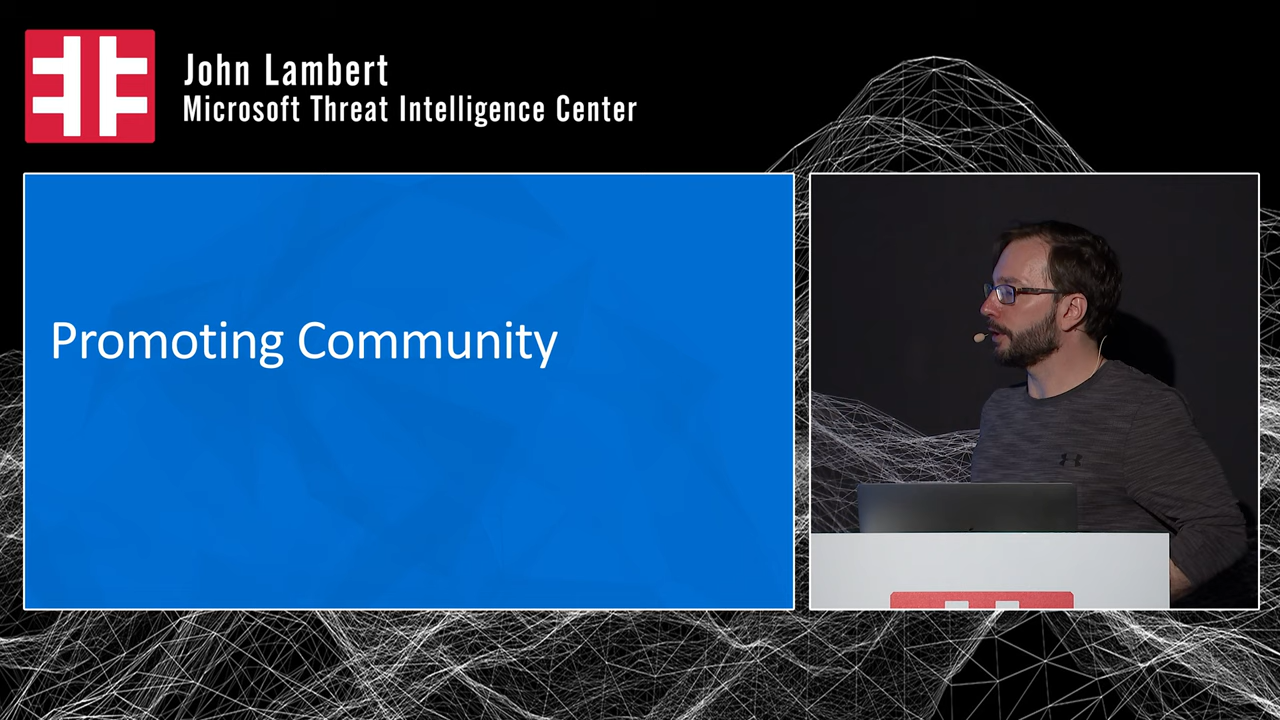 John Lambert
Microsoft Threat Intelligence Center
Promoting Community